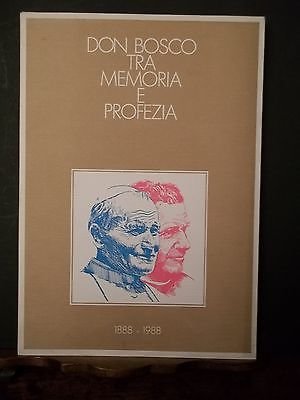 DON BOSCO
TRA
MEMORIA
E
PROFEZIA
1888 - 1988